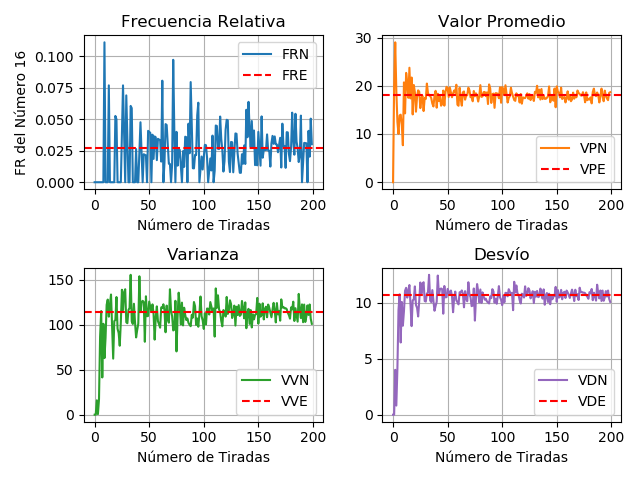 Frecuencia Relativa
FR del Número 16
0.100
0.075
0.050
0.025
0.000
FRN
FRE
0 50 100 150 200
Número de Tiradas
Valor Promedio
30
20
10
0
VPN
VPE
0 50 100 150 200
Número de Tiradas
Varianza
150
100
50
0
VVN
VVE
0 50 100 150 200
Número de Tiradas
Desvío
10
5
0
VDN
VDE
0 50 100 150 200
Número de Tiradas